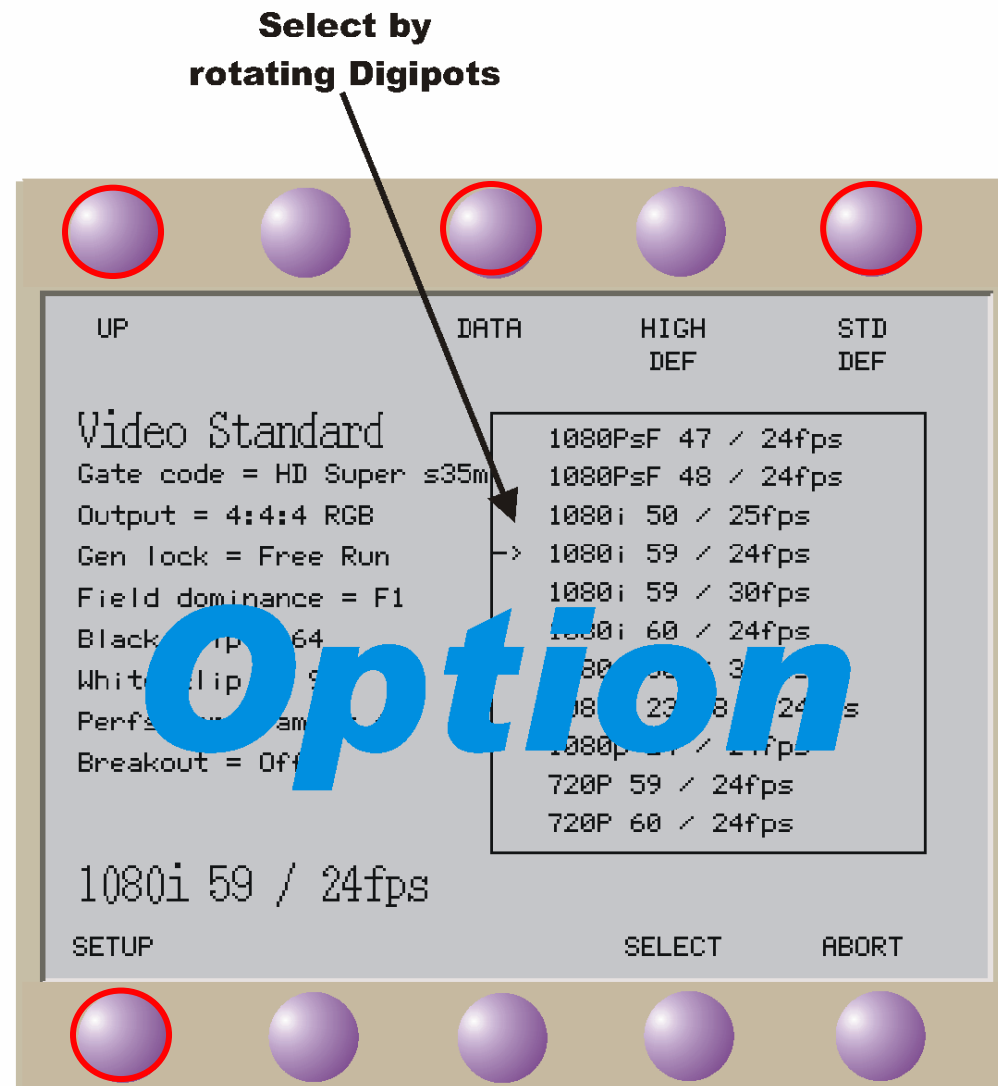 Select by
rotating Digipots
UP DATA HIGH STD
DEF DEF
Video Standard
Gate code = HD Super s35m
Output = 4:4:4 RGB
Gen lock = Free Run
Field dominance = F1
Black 64
Breakout = Off
1080PsF 47 / 24fps
1080PsF 48 / 24fps
1080i 50 / 25fps
-> 1080i 59 / 24fps
1080i 59 / 30fps
1080i 60 / 24fps
720P 59 / 24fps
720P 60 / 24fps
Option
1080i 59 / 24fps
SETUP SELECT ABORT